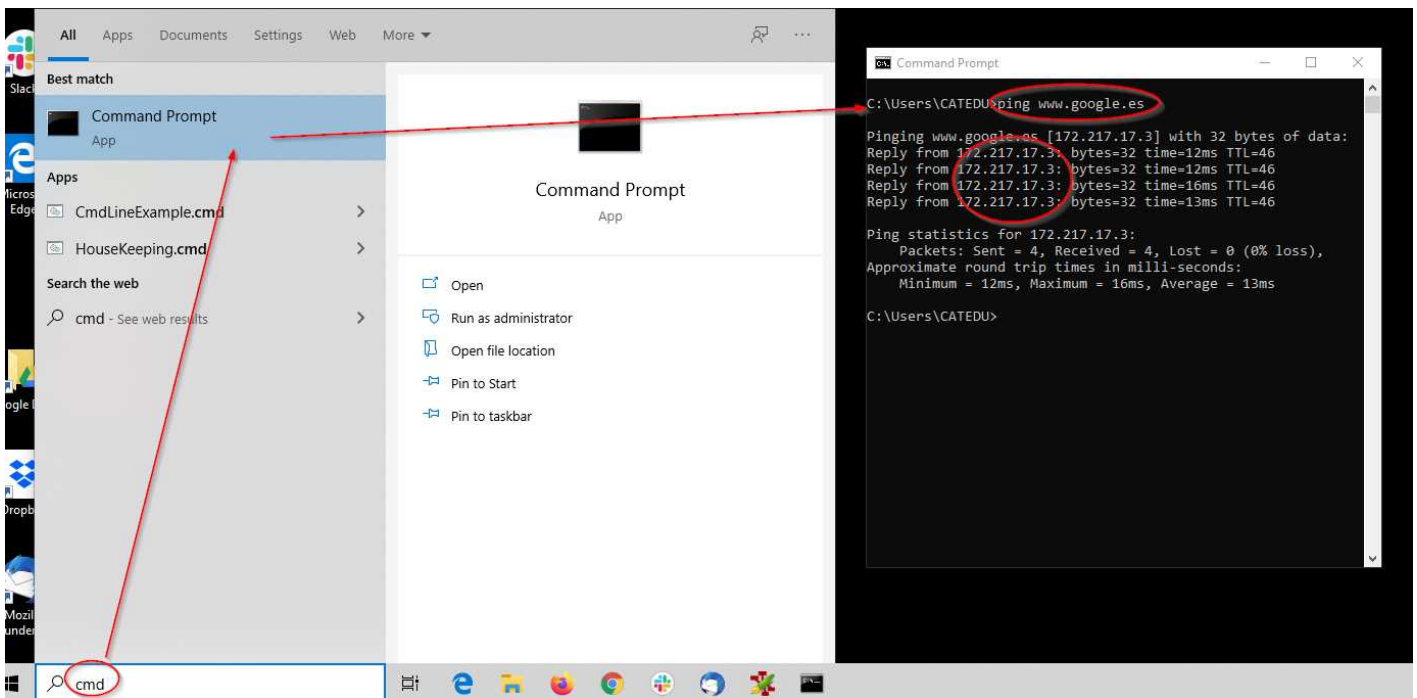 All Apps Documents Settings Web More
Best match
Command Prompt
App
Apps
CmdLineExample.cmd
HouseKeeping.cmd
Search the web
cmd - See web results
Command Prompt
App
Open
Run as administrator
Open file location
Pin to Start
Pin to taskbar
Command Prompt
C:\Users\CATEDU>ping www.google.es
Pinging www.google.es [172.217.17.3] with 32 bytes of data:
Reply from 172.217.17.3: bytes=32 time=12ms TTL=46
Reply from 172.217.17.3: bytes=32 time=12ms TTL=46
Reply from 172.217.17.3: bytes=32 time=16ms TTL=46
Reply from 172.217.17.3: bytes=32 time=13ms TTL=46
Ping statistics for 172.217.17.3:
Packets: Sent = 4, Received = 4, Lost = 0 (0% loss),
Approximate round trip times in milli-seconds:
Minimum = 12ms, Maximum = 16ms, Average = 13ms
C:\Users\CATEDU>
Edge
cmd